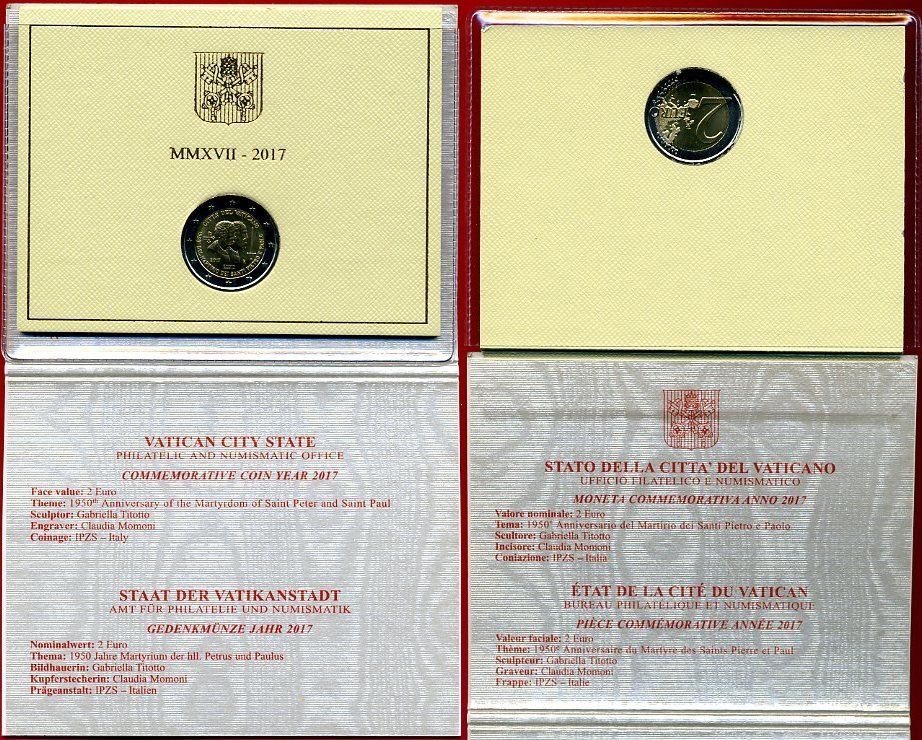 MMXVII - 2017
CITTÀ DEL VATICANO
2017
2
EURO
VATICAN CITY STATE
PHILATELIC AND NUMISMATIC OFFICE
COMMEMORATIVE COIN YEAR 2017
Face value: 2 Euro
Theme: 1950th Anniversary of the Martyrdom of Saint Peter and Saint Paul
Sculptor: Gabriella Titotto
Engraver: Claudia Momoni
Coinage: IPZS – Italy
STAAT DER VATIKANSTADT
AMT FÜR PHILATELIE UND NUMISMATIK
GEDENKMÜNZE JAHR 2017
Nominalwert: 2 Euro
Thema: 1950 Jahre Martyrium der hll. Petrus und Paulus
Bildhauerin: Gabriella Titotto
Kupferstecherin: Claudia Momoni
Prägeanstalt: IPZS – Italien
STATO DELLA CITTA' DEL VATICANO
UFFICIO FILATELICO E NUMISMATICO
MONETA COMMEMORATIVA ANNO 2017
Valore nominale: 2 Euro
Tema: 1950° Anniversario del Martirio dei Santi Pietro e Paolo
Scultore: Gabriella Titotto
Incisore: Claudia Momoni
Coniazione: IPZS – Italia
ÉTAT DE LA CITÉ DU VATICAN
BUREAU PHILATÉLIQUE ET NUMISMATIQUE
PIÈCE COMMEMORATIVE ANNÉE 2017
Valeur faciale: 2 Euro
Thème: 1950e Anniversaire du Martyre des Saints Pierre et Paul
Sculpteur: Gabriella Titotto
Graveur: Claudia Momoni
Frappe: IPZS – Italie